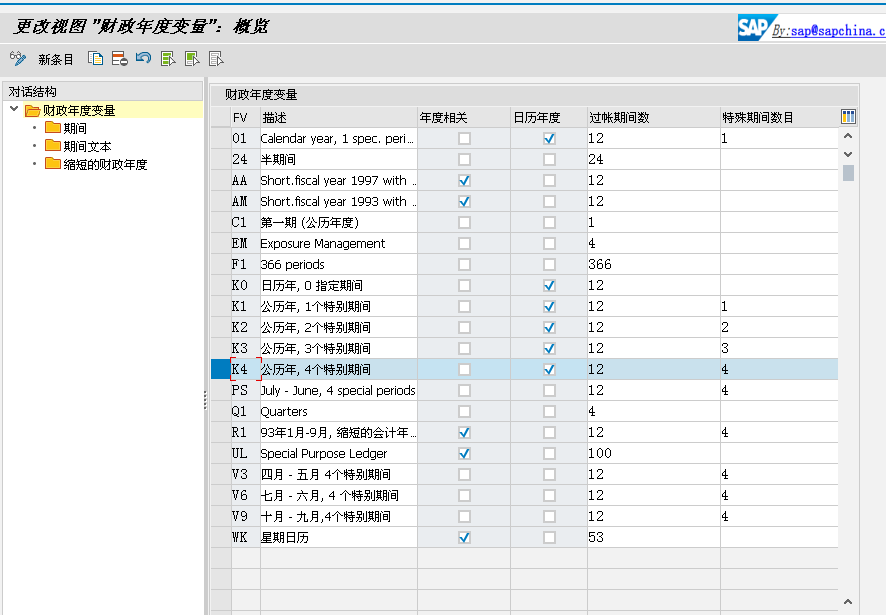 更改视图 "财政年度变量"：概览
SAP By:sap@sapchina.c
新条目
对话结构
财政年度变量
期间
期间文本
缩短的财政年度
财政年度变量
FV 描述 年度相关 日历年度 过帐期间数 特殊期间数目
01 Calendar year, 1 spec. peri... 12 1
24 半期间 24
AA Short.fiscal year 1997 with .. 12
AM Short.fiscal year 1993 with .. 12
C1 第一期 (公历年度) 1
EM Exposure Management 4
F1 366 periods 366
K0 日历年, 0 指定期间 12
K1 公历年, 1个特别期间 12 1
K2 公历年, 2个特别期间 12 2
K3 公历年, 3个特别期间 12 3
K4 公历年, 4个特别期间 12 4
PS July - June, 4 special periods 12 4
Q1 Quarters 4
R1 93年1月-9月, 缩短的会计年... 12 4
UL Special Purpose Ledger 100
V3 四月 - 五月 4个特别期间 12 4
V6 七月 - 六月, 4 个特别期间 12 4
V9 十月 - 九月,4个特别期间 12 4
WK 星期日历 53